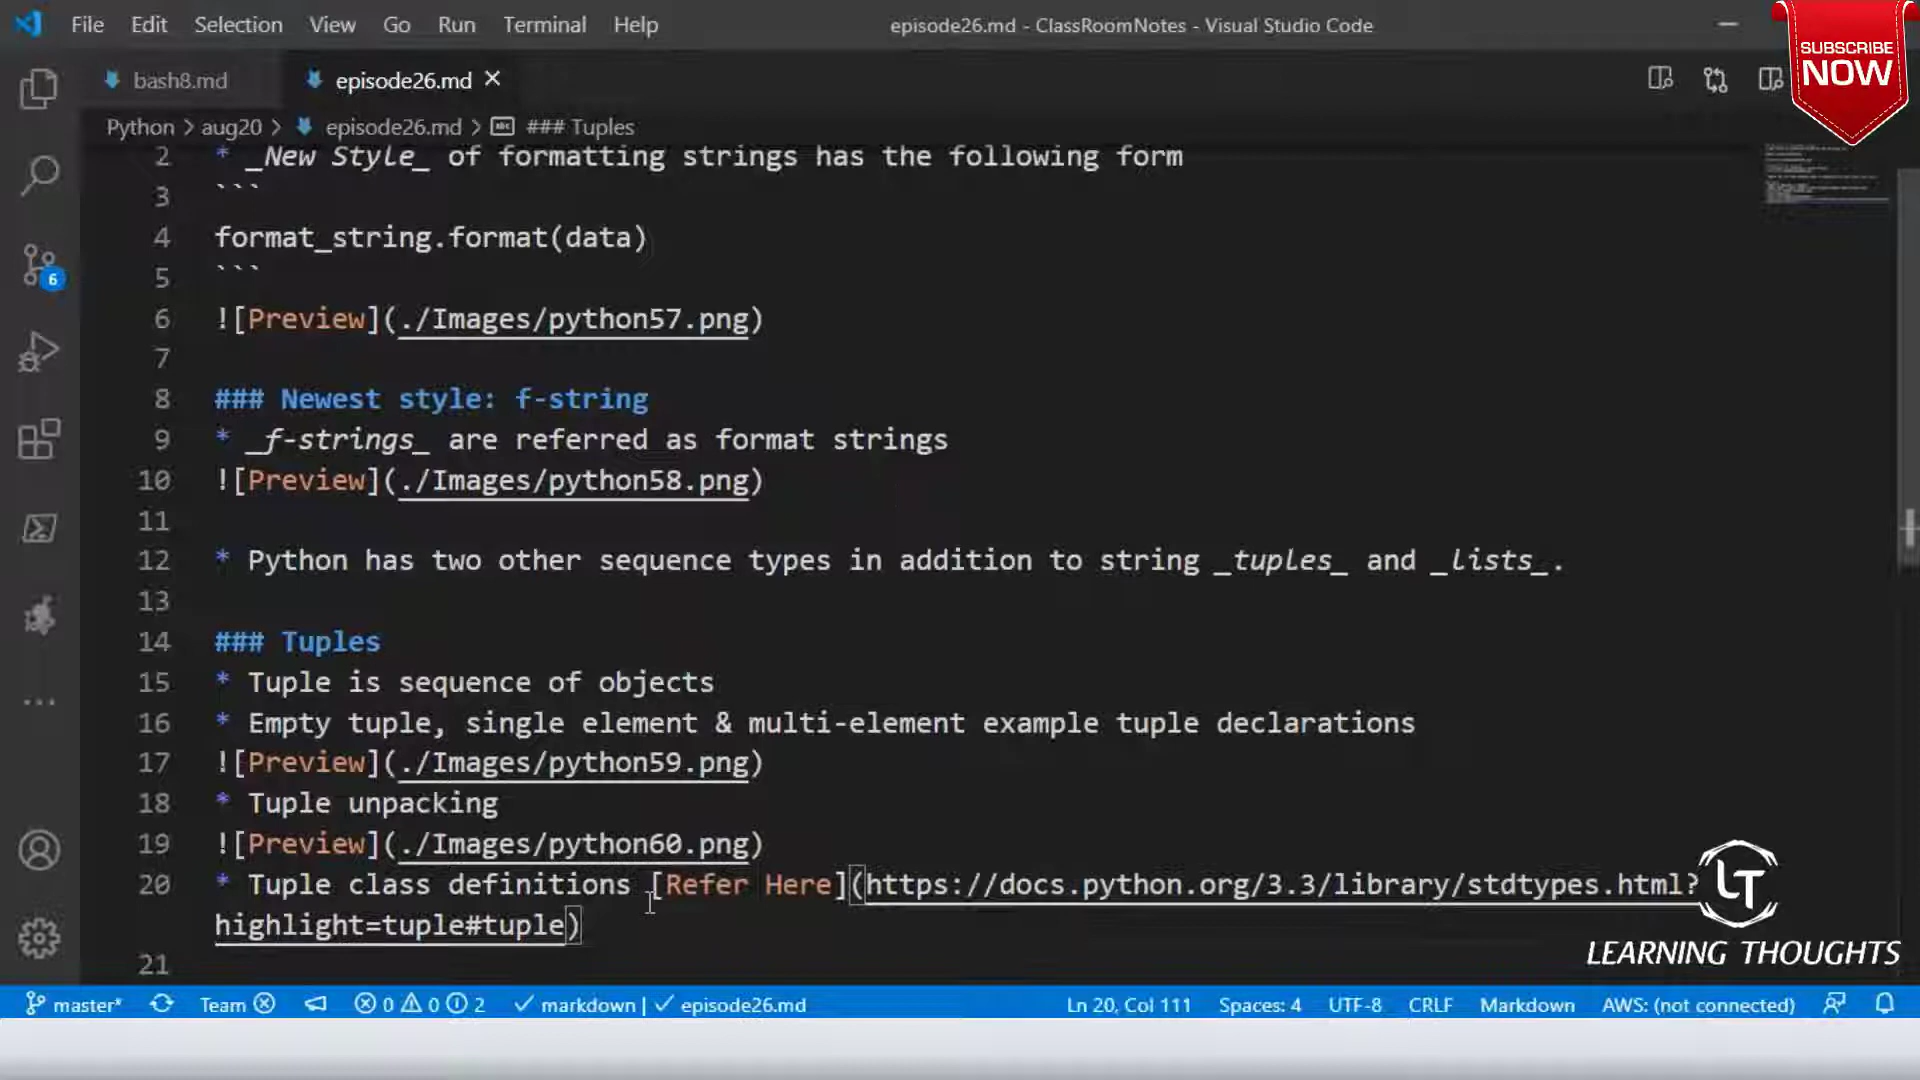 File Edit Selection View Go Run Terminal Help episode26.md - ClassRoomNotes - Visual Studio Code
SUBSCRIBE
NOW
bash8.md episode26.md
Python > aug20 > episode26.md > ### Tuples
2 * _New Style_ of formatting strings has the following form
3 ```
4 format_string.format(data)
5 ```
6 ![Preview](./Images/python57.png)
7
8 ### Newest style: f-string
9 * _f-strings_ are referred as format strings
10 ![Preview](./Images/python58.png)
11
12 * Python has two other sequence types in addition to string _tuples_ and _lists_.
13
14 ### Tuples
15 * Tuple is sequence of objects
16 * Empty tuple, single element & multi-element example tuple declarations
17 ![Preview](./Images/python59.png)
18 * Tuple unpacking
19 ![Preview](./Images/python60.png)
20 * Tuple class definitions [Refer Here](https://docs.python.org/3.3/library/stdtypes.html?
highlight=tuple#tuple)
21
6
LT
LEARNING THOUGHTS
master* Team 0 0 2 markdown | episode26.md Ln 20, Col 111 Spaces: 4 UTF-8 CRLF Markdown AWS: (not connected)